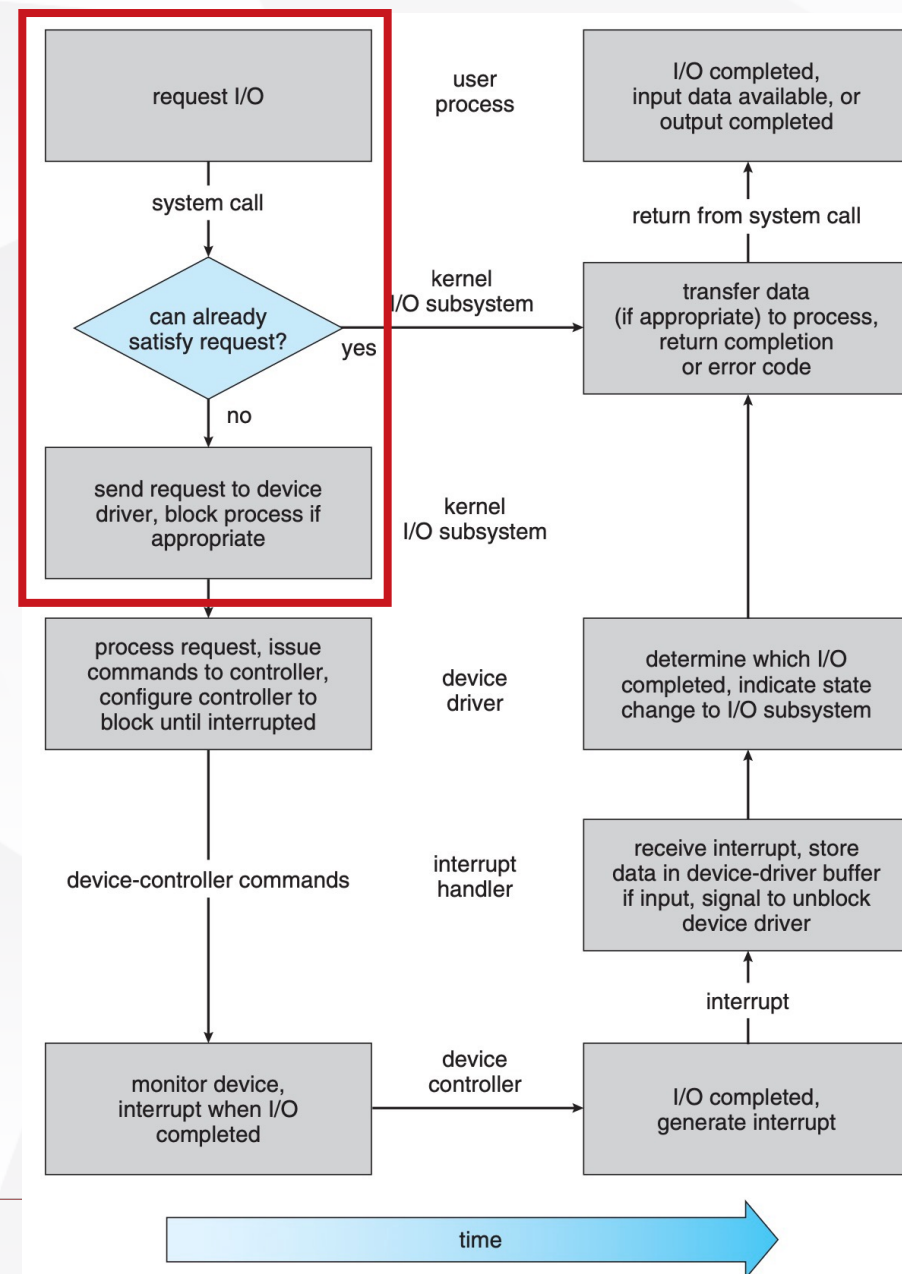 request I/O
user
process
I/O completed,
input data available, or
output completed
system call
return from system call
can already
satisfy request?
yes
no
kernel
I/O subsystem
transfer data
(if appropriate) to process,
return completion
or error code
send request to device
driver, block process if
appropriate
kernel
I/O subsystem
process request, issue
commands to controller,
configure controller to
block until interrupted
device
driver
determine which I/O
completed, indicate state
change to I/O subsystem
device-controller commands
interrupt
handler
receive interrupt, store
data in device-driver buffer
if input, signal to unblock
device driver
interrupt
monitor device,
interrupt when I/O
completed
device
controller
I/O completed,
generate interrupt
time